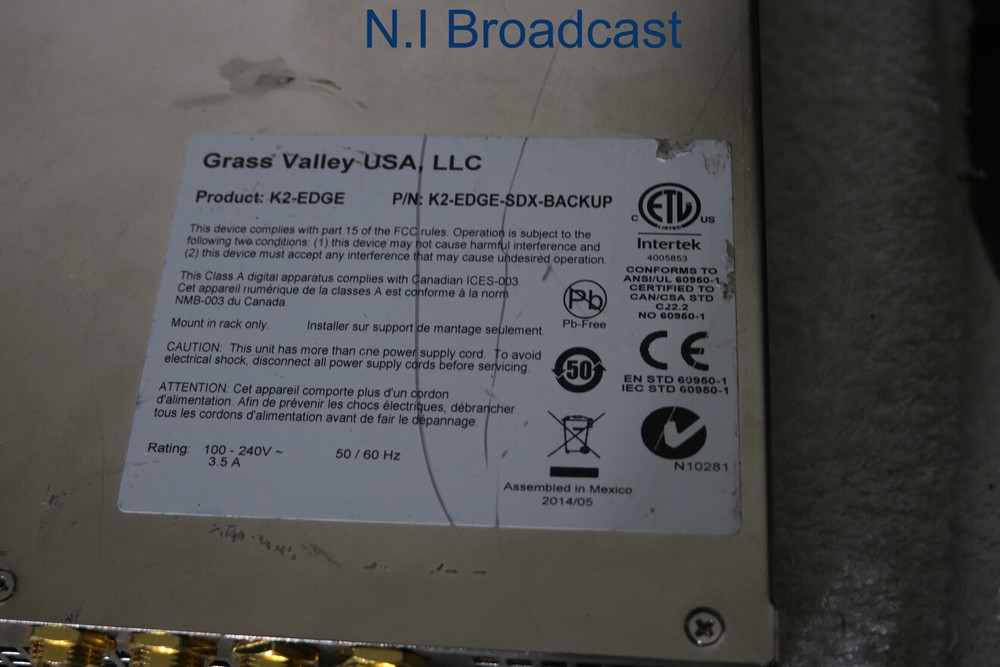 N.I Broadcast
Grass Valley USA, LLC
Product: K2-EDGE P/N: K2-EDGE-SDX-BACKUP
This device complies with part 15 of the FCC rules. Operation is subject to the
following two conditions: (1) this device may not cause harmful interference and
(2) this device must accept any interference that may cause undesired operation.
This Class A digital apparatus complies with Canadian ICES-003.
Cet appareil numérique de la classes A est conforme à la norm
NMB-003 du Canada.
Mount in rack only. Installer sur support de mantage seulement.
CAUTION: This unit has more than one power supply cord. To avoid
electrical shock, disconnect all power supply cords before servicing.
ATTENTION: Cet appareil comporte plus d'un cordon
d'alimentation. Afin de prévenir les chocs électriques, débrancher
tous les cordons d'alimentation avant de fair le dépannage.
Rating: 100 - 240V ~ 50 / 60 Hz
3.5 A
Pb
Pb-Free
50
Assembled in Mexico
2014/05
C ETL US
LISTED
Intertek
4005853
CONFORMS TO
ANSI/UL 60950-1
CERTIFIED TO
CAN/CSA STD
C22.2
NO 60950-1
CE
EN STD 60950-1
IEC STD 60950-1
N10281